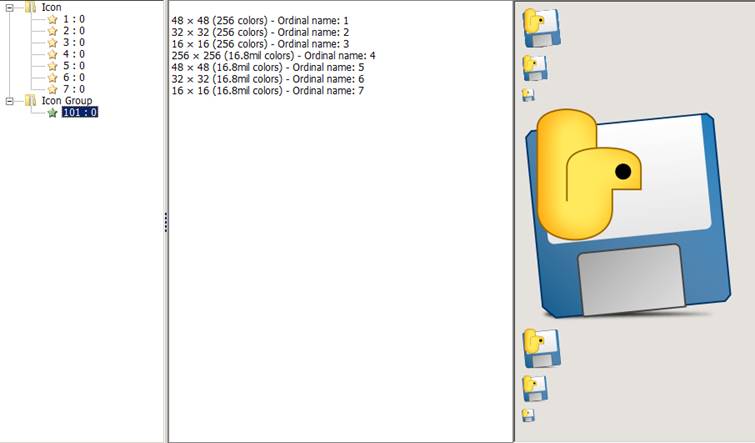 Icon
1 : 0
2 : 0
3 : 0
4 : 0
5 : 0
6 : 0
7 : 0
Icon Group
101 : 0
48 × 48 (256 colors) - Ordinal name: 1
32 × 32 (256 colors) - Ordinal name: 2
16 × 16 (256 colors) - Ordinal name: 3
256 × 256 (16.8mil colors) - Ordinal name: 4
48 × 48 (16.8mil colors) - Ordinal name: 5
32 × 32 (16.8mil colors) - Ordinal name: 6
16 × 16 (16.8mil colors) - Ordinal name: 7